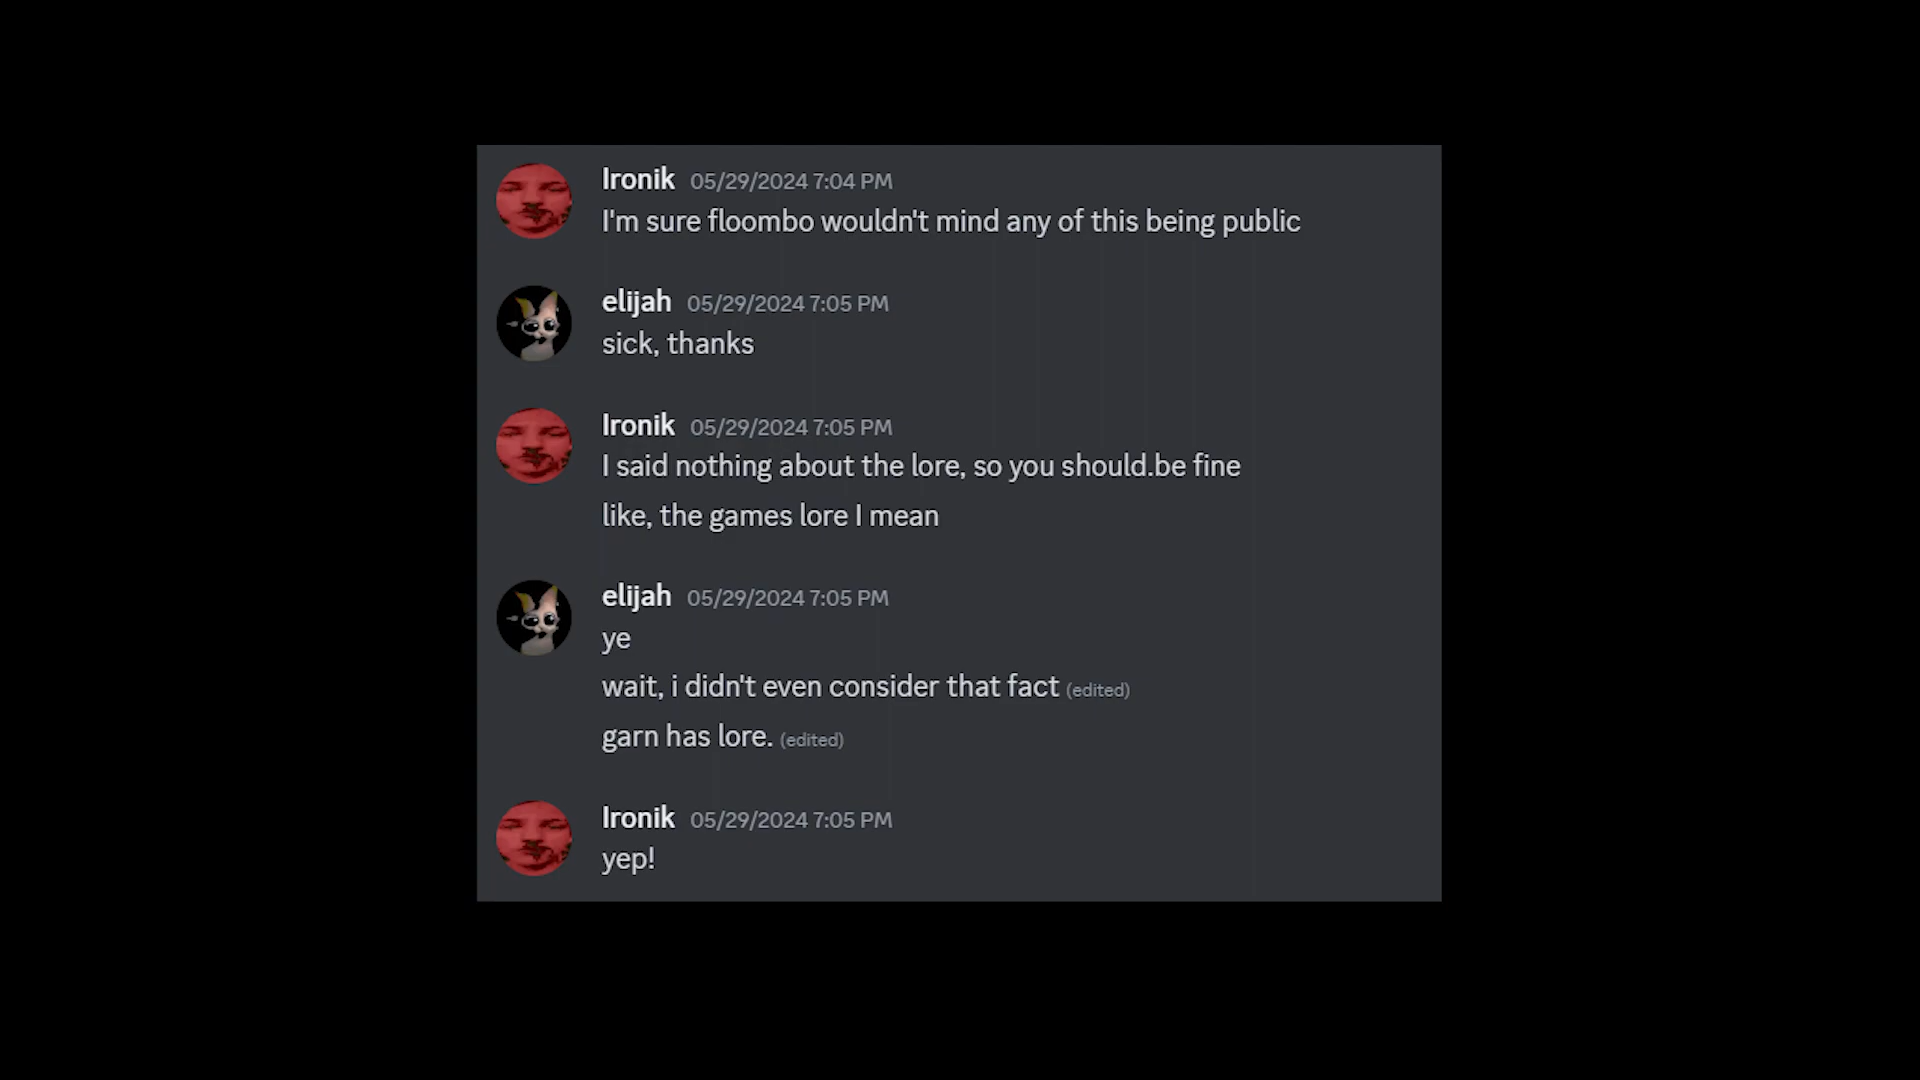 Ironik 05/29/2024 7:04 PM
I'm sure floombo wouldn't mind any of this being public
elijah 05/29/2024 7:05 PM
sick, thanks
Ironik 05/29/2024 7:05 PM
I said nothing about the lore, so you should.be fine
like, the games lore I mean
elijah 05/29/2024 7:05 PM
ye
wait, i didn't even consider that fact (edited)
garn has lore. (edited)
Ironik 05/29/2024 7:05 PM
yep!